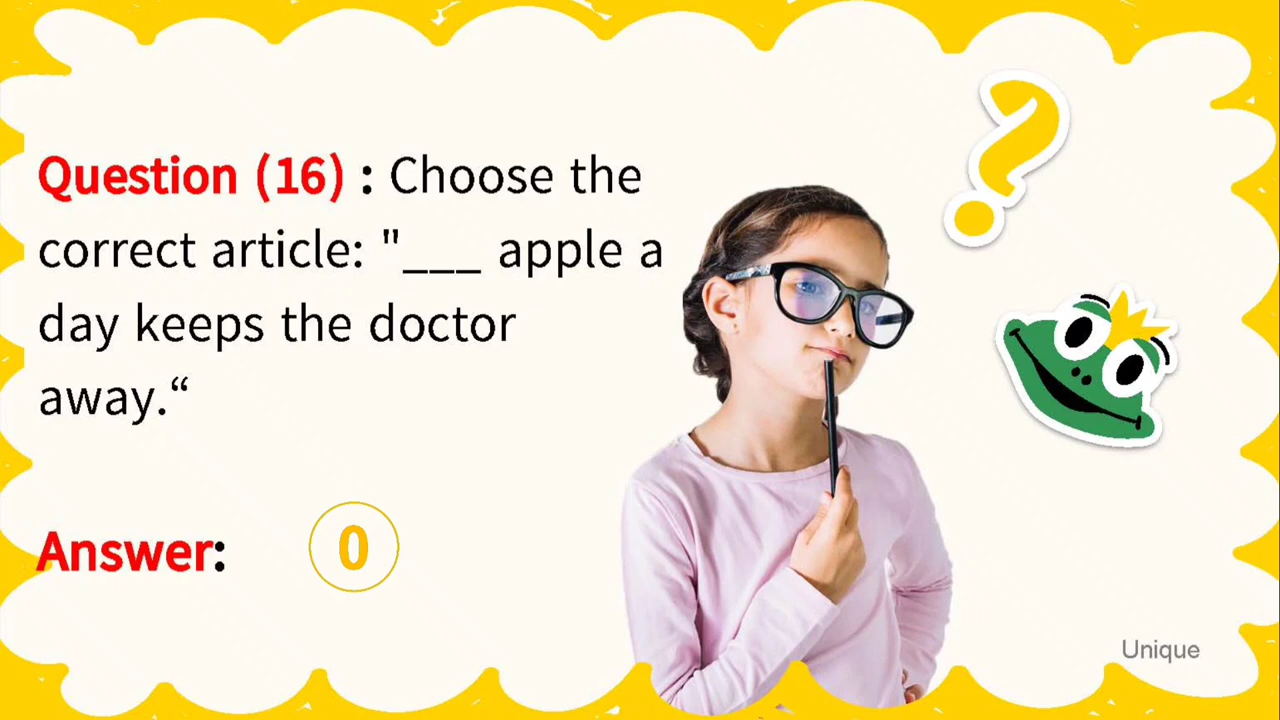 Question (16) : Choose the
correct article: "___ apple a
day keeps the doctor
away.“
Answer:
0
Unique